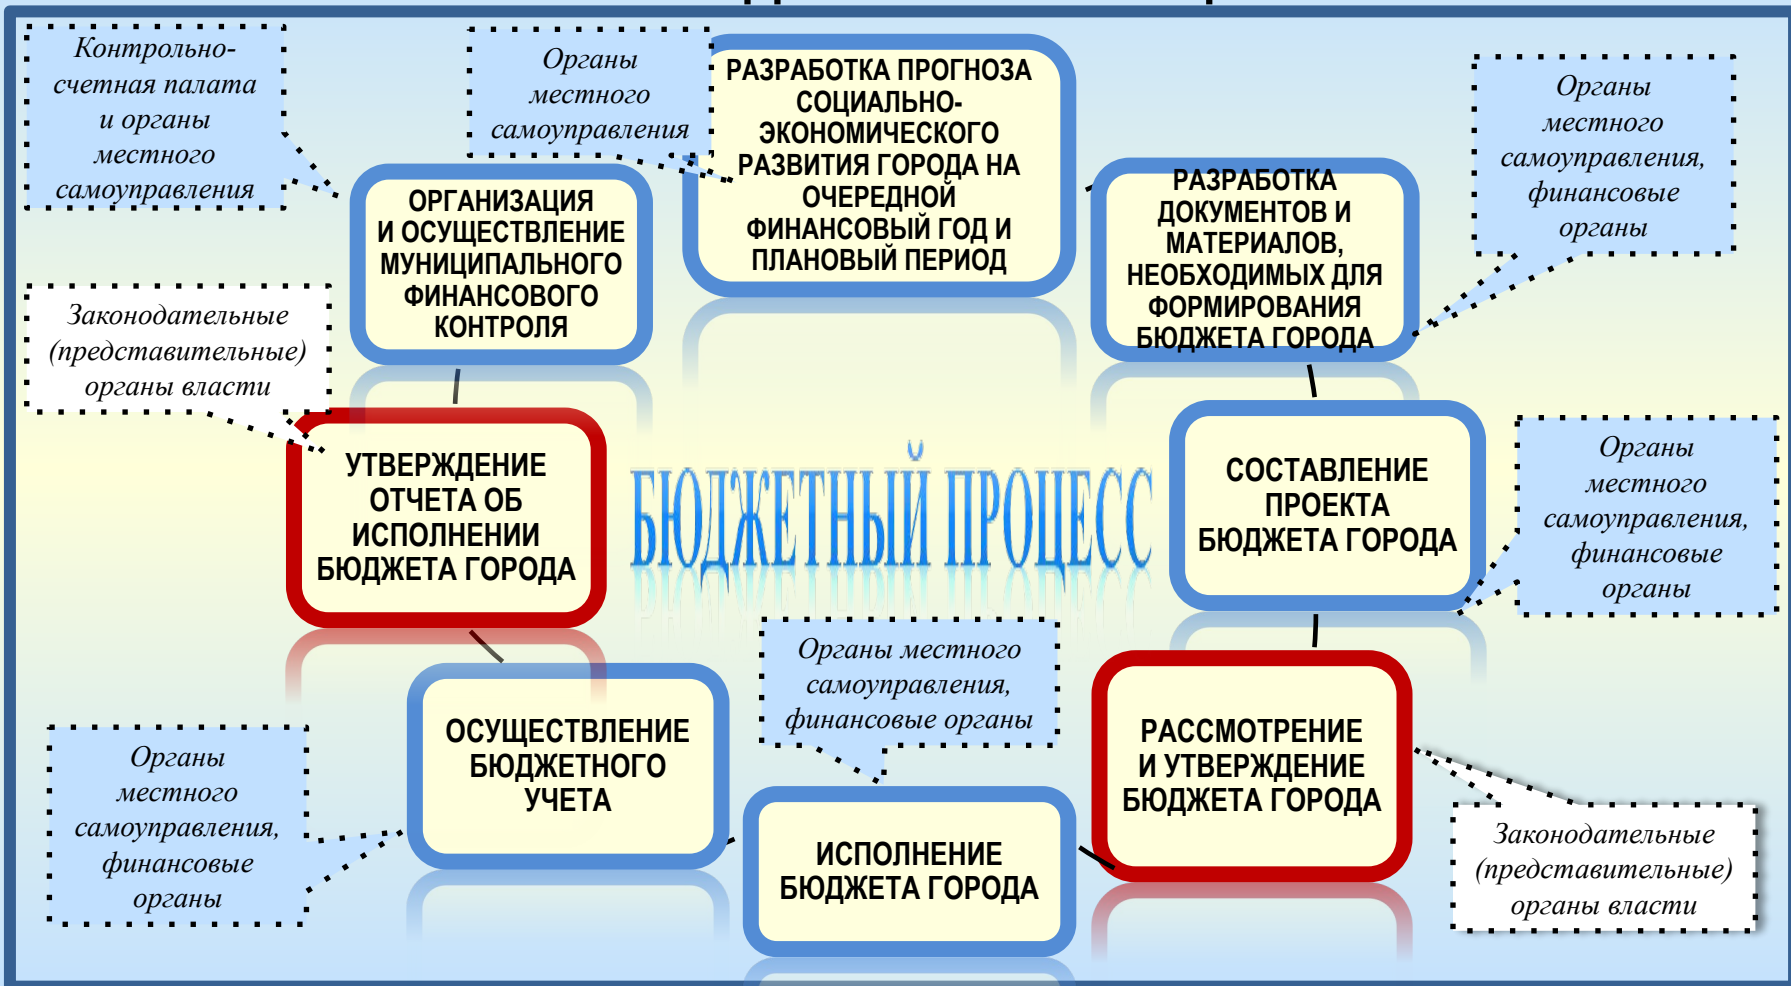 Контрольно-
счетная палата
и органы
местного
самоуправления
Органы
местного
самоуправления
РАЗРАБОТКА ПРОГНОЗА
СОЦИАЛЬНО-
ЭКОНОМИЧЕСКОГО
РАЗВИТИЯ ГОРОДА НА
ОЧЕРЕДНОЙ
ФИНАНСОВЫЙ ГОД И
ПЛАНОВЫЙ ПЕРИОД
Органы
местного
самоуправления,
финансовые
органы
ОРГАНИЗАЦИЯ
И ОСУЩЕСТВЛЕНИЕ
МУНИЦИПАЛЬНОГО
ФИНАНСОВОГО
КОНТРОЛЯ
РАЗРАБОТКА
ДОКУМЕНТОВ И
МАТЕРИАЛОВ,
НЕОБХОДИМЫХ ДЛЯ
ФОРМИРОВАНИЯ
БЮДЖЕТА ГОРОДА
Законодательные
(представительные)
органы власти
УТВЕРЖДЕНИЕ
ОТЧЕТА ОБ
ИСПОЛНЕНИИ
БЮДЖЕТА ГОРОДА
БЮДЖЕТНЫЙ ПРОЦЕСС
СОСТАВЛЕНИЕ
ПРОЕКТА
БЮДЖЕТА ГОРОДА
Органы
местного
самоуправления,
финансовые
органы
Органы местного
самоуправления,
финансовые органы
ОСУЩЕСТВЛЕНИЕ
БЮДЖЕТНОГО
УЧЕТА
РАССМОТРЕНИЕ
И УТВЕРЖДЕНИЕ
БЮДЖЕТА ГОРОДА
Органы
местного
самоуправления,
финансовые
органы
ИСПОЛНЕНИЕ
БЮДЖЕТА ГОРОДА
Законодательные
(представительные)
органы власти